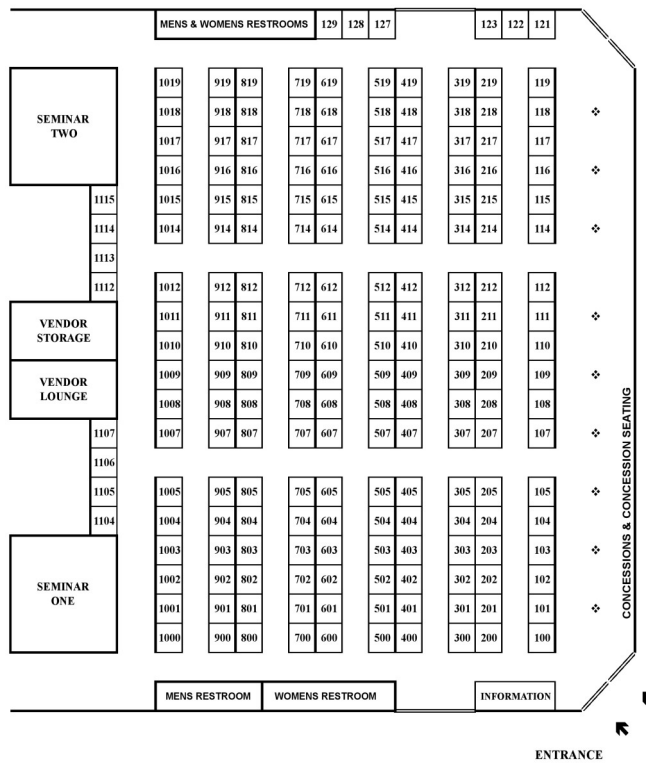 MENS & WOMENS RESTROOMS 129 128 127 123 122 121
1019 919 819 719 619 519 419 319 219 119
SEMINAR TWO
1018 918 818 718 618 518 418 318 218 118
1017 917 817 717 617 517 417 317 217 117
1016 916 816 716 616 516 416 316 216 116
1115 1015 915 815 715 615 515 415 315 215 115
1114 1014 914 814 714 614 514 414 314 214 114
1113
1112 1012 912 812 712 612 512 412 312 212 112
VENDOR STORAGE
1011 911 811 711 611 511 411 311 211 111
1010 910 810 710 610 510 410 310 210 110
VENDOR LOUNGE
1009 909 809 709 609 509 409 309 209 109
1008 908 808 708 608 508 408 308 208 108
1107 1007 907 807 707 607 507 407 307 207 107
1106
1105 1005 905 805 705 605 505 405 305 205 105
1104 1004 904 804 704 604 504 404 304 204 104
1003 903 803 703 603 503 403 303 203 103
SEMINAR ONE
1002 902 802 702 602 502 402 302 202 102
1001 901 801 701 601 501 401 301 201 101
1000 900 800 700 600 500 400 300 200 100
CONCESSIONS & CONCESSION SEATING
MENS RESTROOM WOMENS RESTROOM INFORMATION
ENTRANCE